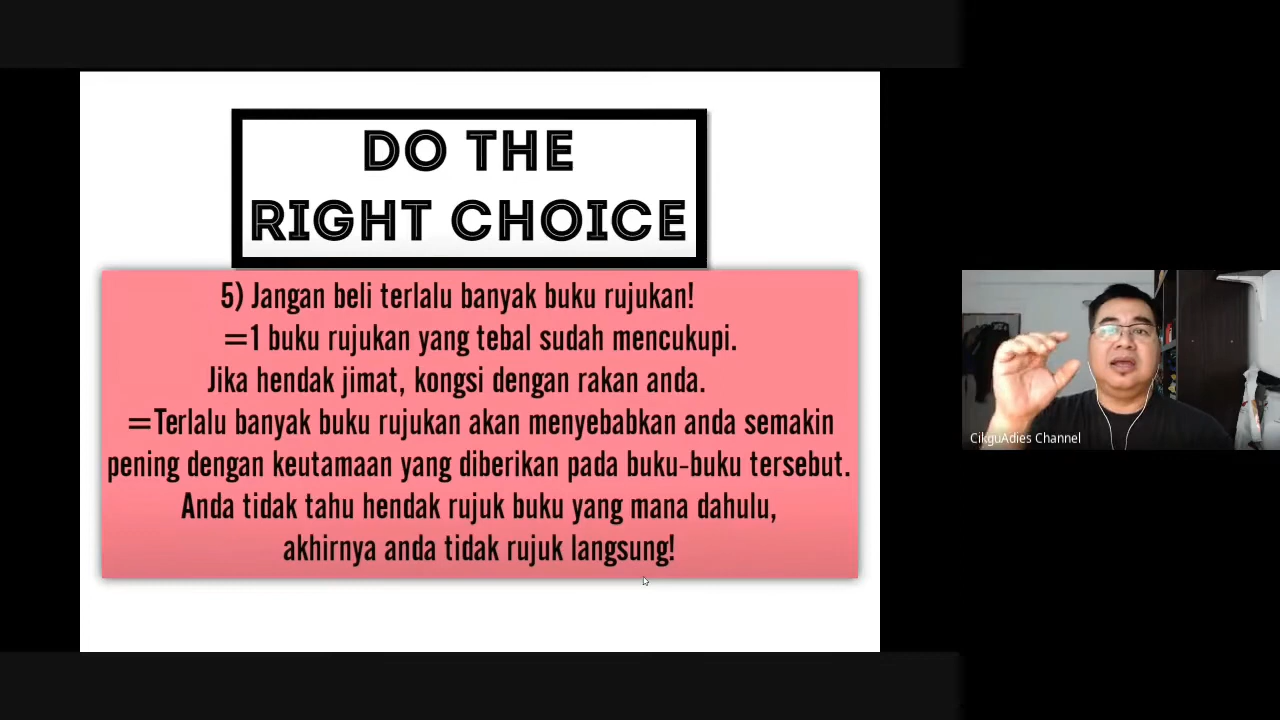 DO THE
RIGHT CHOICE
5) Jangan beli terlalu banyak buku rujukan!
=1 buku rujukan yang tebal sudah mencukupi.
Jika hendak jimat, kongsi dengan rakan anda.
=Terlalu banyak buku rujukan akan menyebabkan anda semakin
pening dengan keutamaan yang diberikan pada buku-buku tersebut.
Anda tidak tahu hendak rujuk buku yang mana dahulu,
akhirnya anda tidak rujuk langsung!
CikguAdies Channel